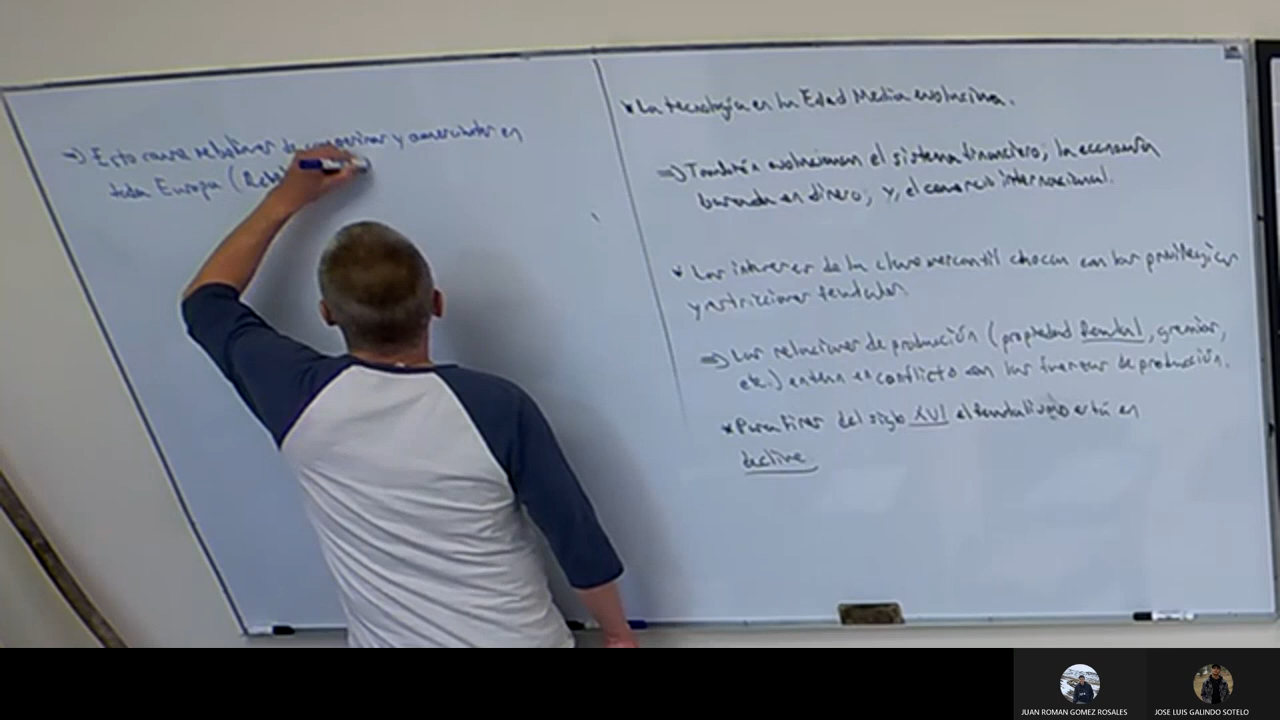 => Esto causa rebeliones de campesinos y comerciantes en
toda Europa (Reb
* La tecnología en la Edad Media evoluciona.
=> También evolucionan el sistema financiero; la economía
basada en dinero; y, el comercio internacional.
* Los intereses de la clase mercantil chocan con los privilegios
y restricciones feudales.
=> Las relaciones de producción (propiedad feudal, gremios,
etc.) entran en conflicto con las fuerzas de producción.
* Para fines del siglo XVI el feudalismo está en
declive.
JUAN ROMAN GOMEZ ROSALES
JOSE LUIS GALINDO SOTELO